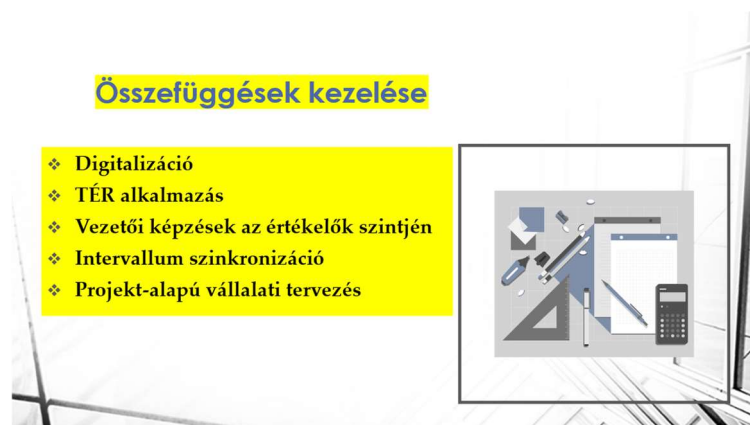 Összefüggések kezelése
❖ Digitalizáció
❖ TÉR alkalmazás
❖ Vezetői képzések az értékelők szintjén
❖ Intervallum szinkronizáció
❖ Projekt-alapú vállalati tervezés